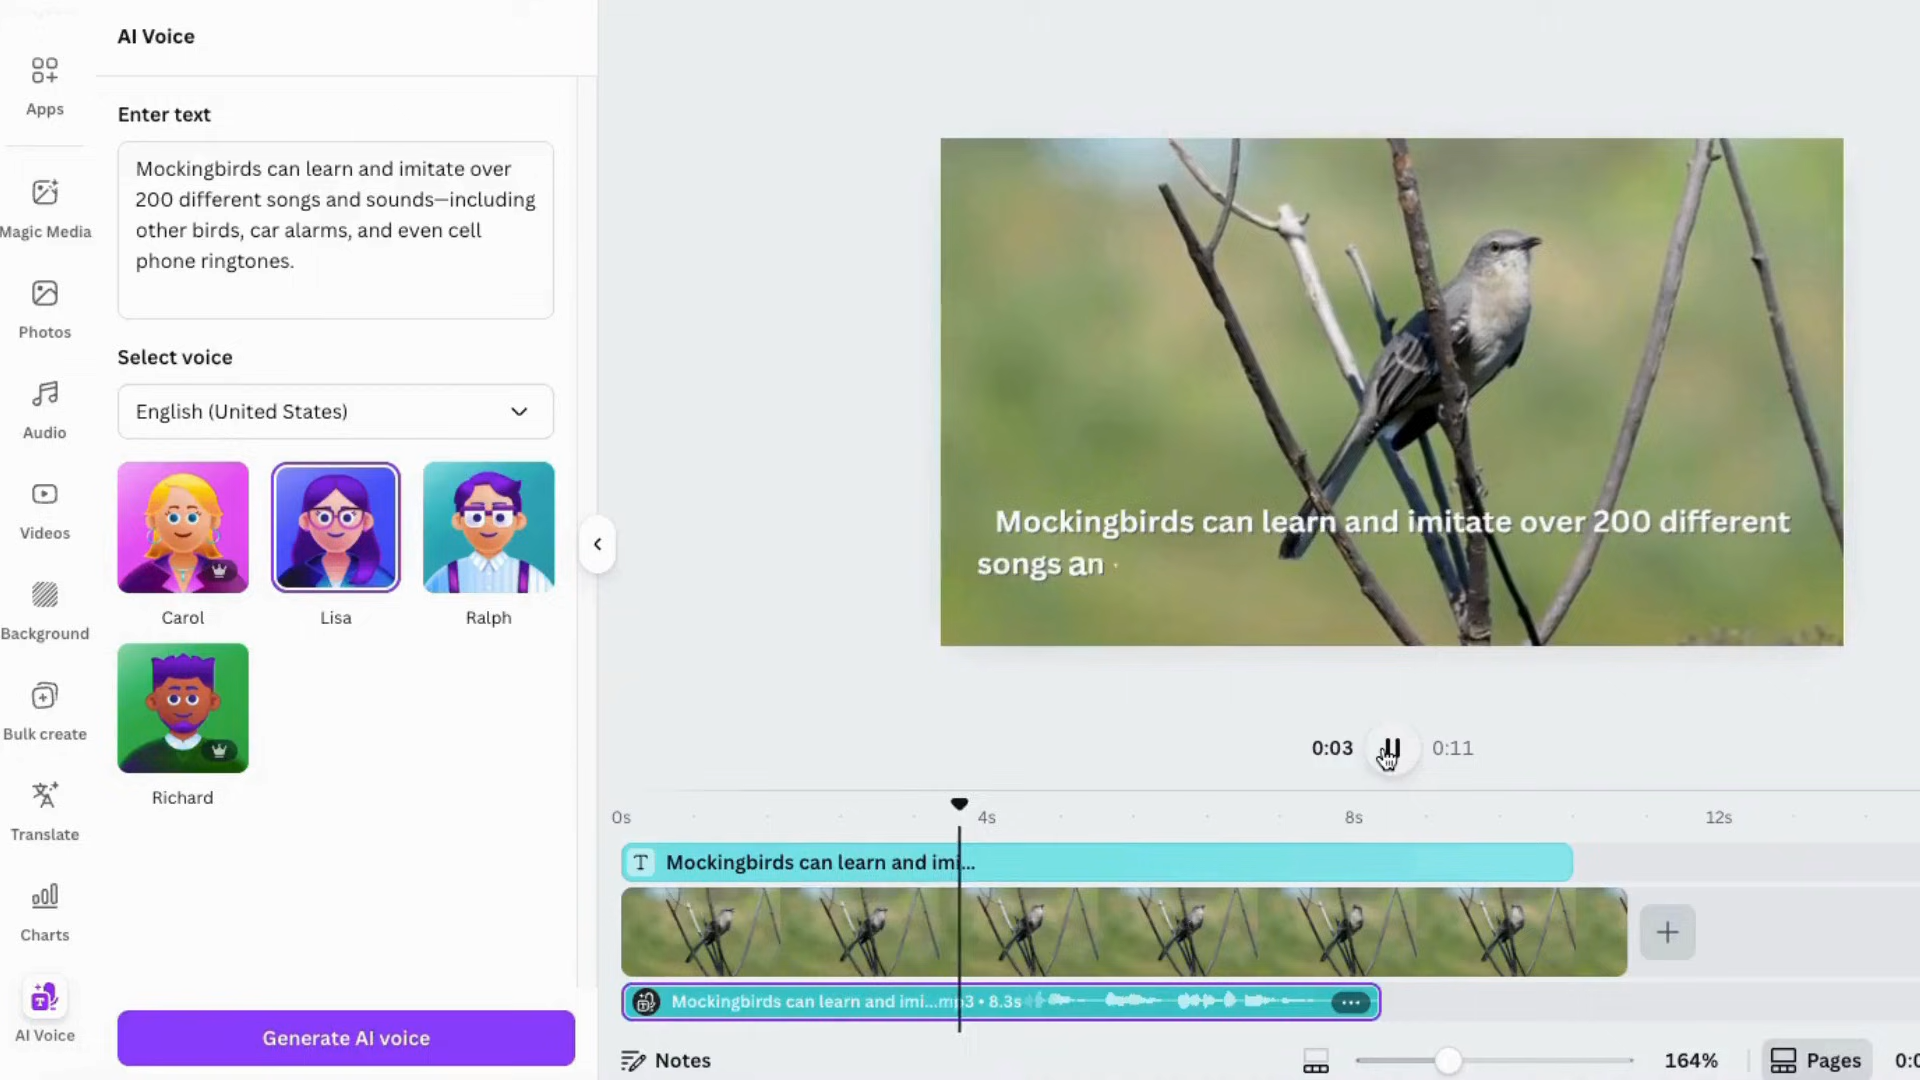 AI Voice
Apps
Magic Media
Photos
Audio
Videos
Background
Bulk create
Translate
Charts
AI Voice
Enter text
Mockingbirds can learn and imitate over
200 different songs and sounds—including
other birds, car alarms, and even cell
phone ringtones.
Select voice
English (United States)
Carol
Lisa
Ralph
Richard
Generate AI voice
Mockingbirds can learn and imitate over 200 different
songs an
0:03
0:11
0s
4s
8s
12s
T Mockingbirds can learn and imi...
Mockingbirds can learn and imi...mp3 • 8.3s
Notes
164%
Pages